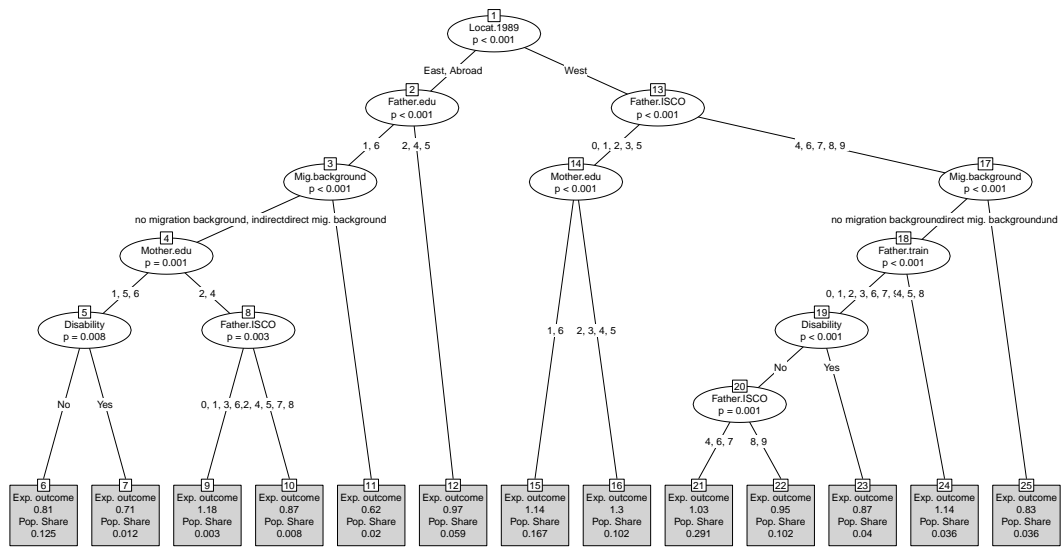 1
Locat.1989
p < 0.001
East, Abroad
West
2
Father.edu
p < 0.001
13
Father.ISCO
p < 0.001
1, 6
2, 4, 5
0, 1, 2, 3, 5
4, 6, 7, 8, 9
3
Mig.background
p < 0.001
14
Mother.edu
p < 0.001
17
Mig.background
p < 0.001
no migration background, indirect
direct mig. background
no migration background
direct mig. background
und
4
Mother.edu
p = 0.001
18
Father.train
p < 0.001
1, 5, 6
2, 4
0, 1, 2, 3, 6, 7, 9
4, 5, 8
5
Disability
p = 0.008
8
Father.ISCO
p = 0.003
1, 6
2, 3, 4, 5
19
Disability
p < 0.001
No
Yes
20
Father.ISCO
p = 0.001
No
Yes
0, 1, 3, 6,
2, 4, 5, 7, 8
4, 6, 7
8, 9
6
Exp. outcome
0.81
Pop. Share
0.125
7
Exp. outcome
0.71
Pop. Share
0.012
9
Exp. outcome
1.18
Pop. Share
0.003
10
Exp. outcome
0.87
Pop. Share
0.008
11
Exp. outcome
0.62
Pop. Share
0.02
12
Exp. outcome
0.97
Pop. Share
0.059
15
Exp. outcome
1.14
Pop. Share
0.167
16
Exp. outcome
1.3
Pop. Share
0.102
21
Exp. outcome
1.03
Pop. Share
0.291
22
Exp. outcome
0.95
Pop. Share
0.102
23
Exp. outcome
0.87
Pop. Share
0.04
24
Exp. outcome
1.14
Pop. Share
0.036
25
Exp. outcome
0.83
Pop. Share
0.036